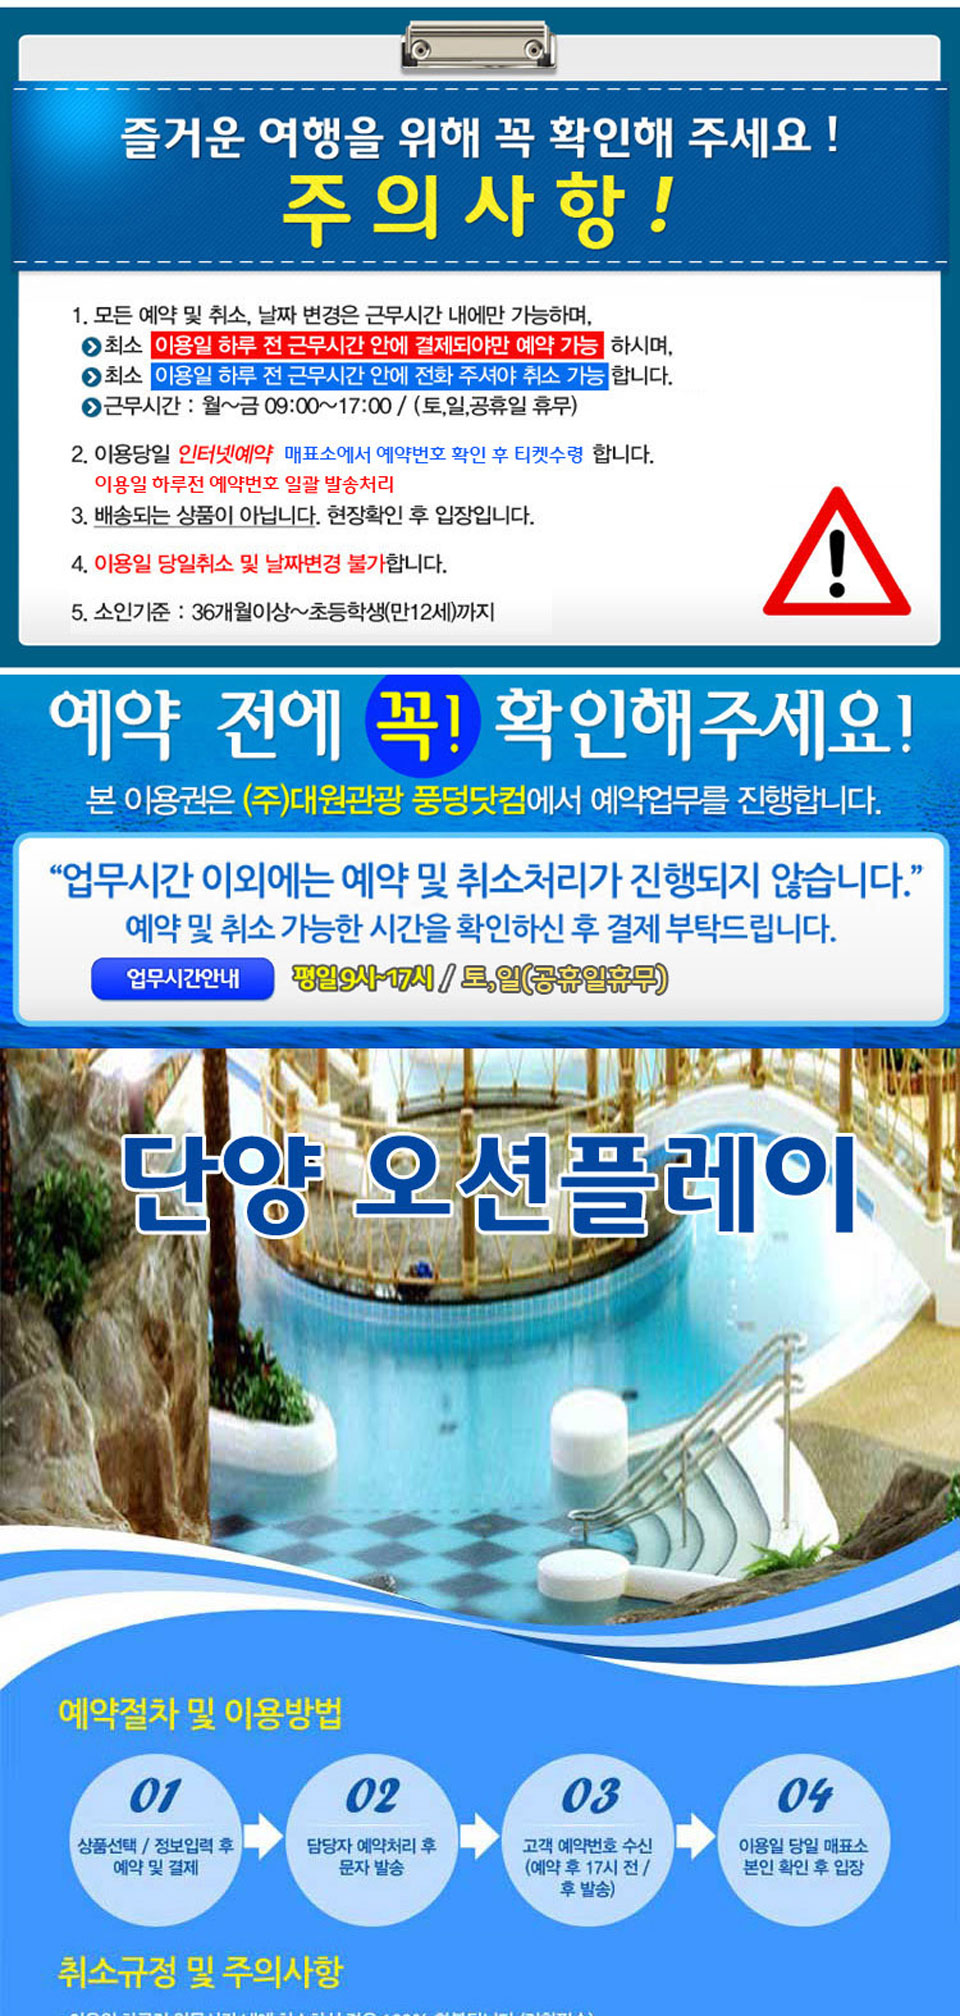 즐거운 여행을 위해 꼭 확인해 주세요 !
주의사항!
1. 모든 예약 및 취소, 날짜 변경은 근무시간 내에만 가능하며,
최소 이용일 하루 전 근무시간 안에 결제되야만 예약 가능 하시며,
최소 이용일 하루 전 근무시간 안에 전화 주셔야 취소 가능 합니다.
근무시간 : 월~금 09:00~17:00 / (토,일,공휴일 휴무)
2. 이용당일 인터넷예약 매표소에서 예약번호 확인 후 티켓수령 합니다.
이용일 하루전 예약번호 일괄 발송처리
3. 배송되는 상품이 아닙니다. 현장확인 후 입장입니다.
4. 이용일 당일취소 및 날짜변경 불가합니다.
5. 소인기준 : 36개월이상~초등학생(만12세)까지
예약 전에 꼭! 확인해주세요!
본 이용권은 (주)대원관광 풍덩닷컴에서 예약업무를 진행합니다.
“업무시간 이외에는 예약 및 취소처리가 진행되지 않습니다.”
예약 및 취소 가능한 시간을 확인하신 후 결제 부탁드립니다.
업무시간안내 평일9시~17시 / 토,일(공휴일휴무)
단양 오션플레이
예약절차 및 이용방법
01
상품선택 / 정보입력 후
예약 및 결제
02
담당자 예약처리 후
문자 발송
03
고객 예약번호 수신
(예약 후 17시 전 /
후 발송)
04
이용일 당일 매표소
본인 확인 후 입장
취소규정 및 주의사항